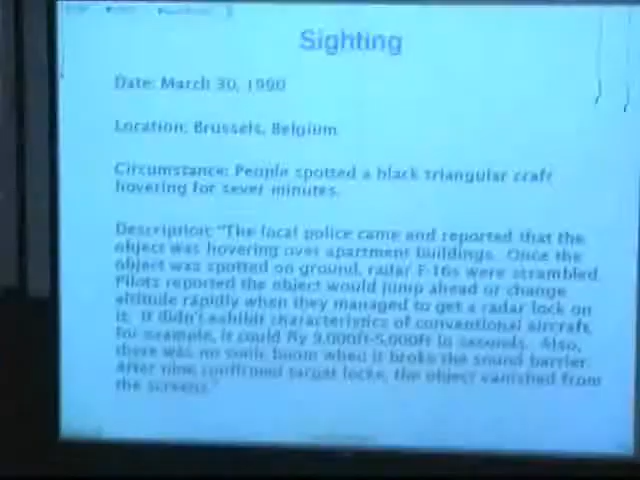 Sighting
Date: March 30, 1990
Location: Brussels, Belgium
Circumstance: People spotted a black triangular craft
hovering for sever minutes.
Description: "The local police came and reported that the
object was hovering over apartment buildings. Once the
object was spotted on ground, radar F-16s were scrambled.
Pilots reported the object would jump ahead or change
altitude rapidly when they managed to get a radar lock on
it. It didn't exhibit characteristics of conventional aircraft,
for example, it could fly 9,000ft-5,000ft in seconds. Also,
there was no sonic boom when it broke the sound barrier.
After nine confirmed target locks, the object vanished from
the screens."